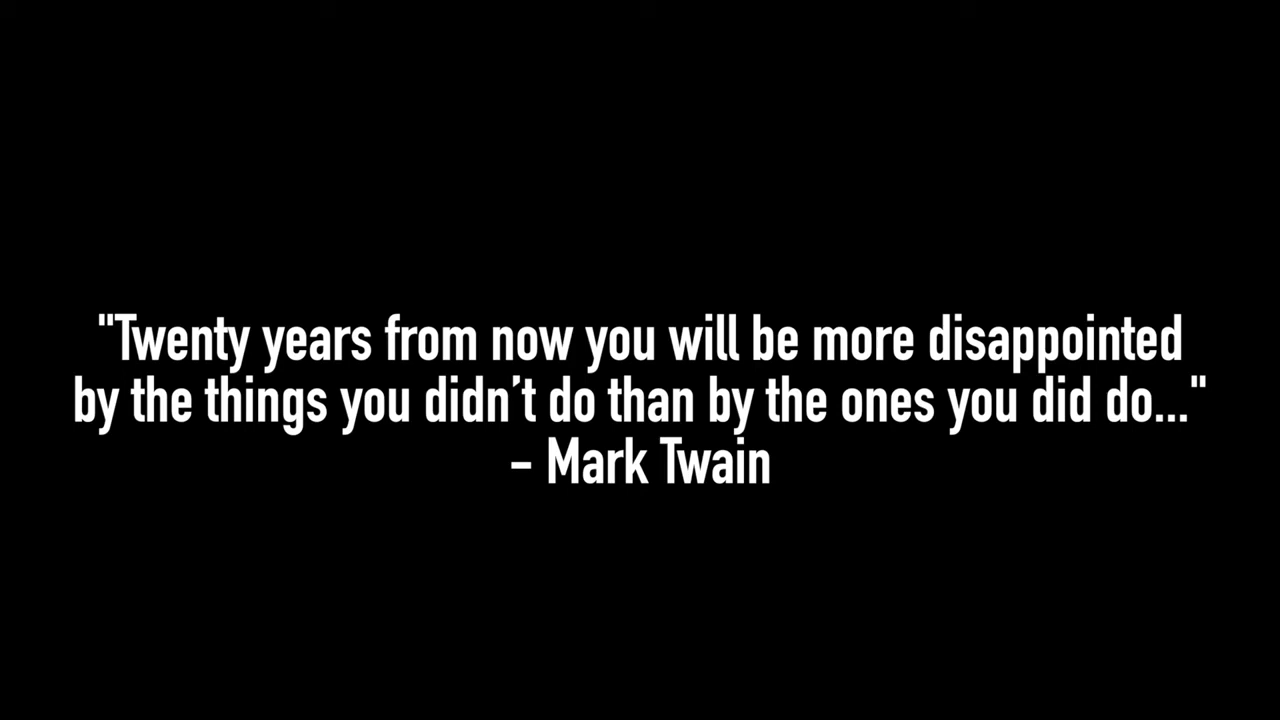 "Twenty years from now you will be more disappointed
by the things you didn’t do than by the ones you did do..."
– Mark Twain